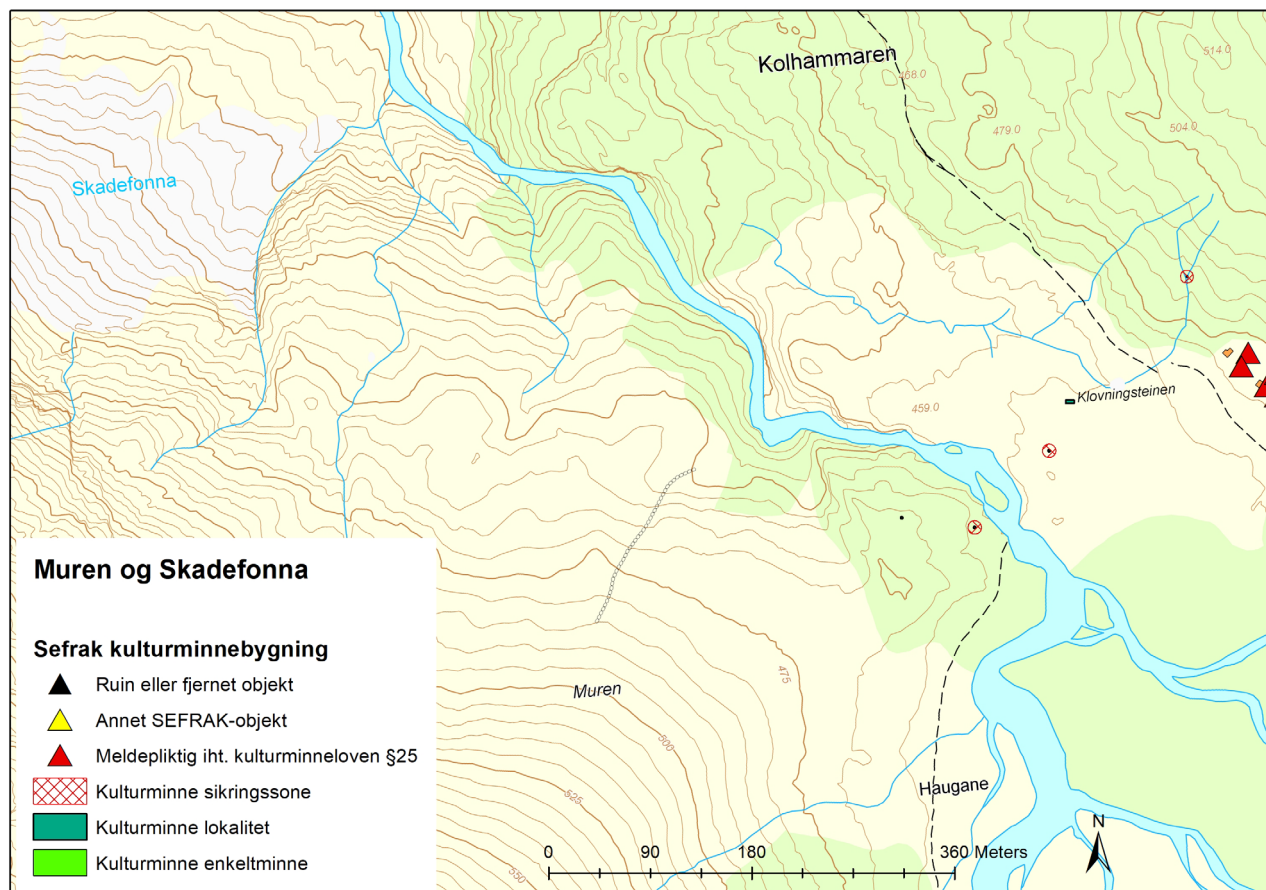 Kolhammaren
514.0
468.0
479.0
504.0
Skadefonna
Klovningsteinen
459.0
Muren og Skadefonna
Sefrak kulturminnebygning
Ruin eller fjernet objekt
Annet SEFRAK-objekt
Meldepliktig iht. kulturminneloven §25
Kulturminne sikringssone
Kulturminne lokalitet
Kulturminne enkeltminne
475
Muren
500
Haugane
525
550
N
0 90 180 360 Meters